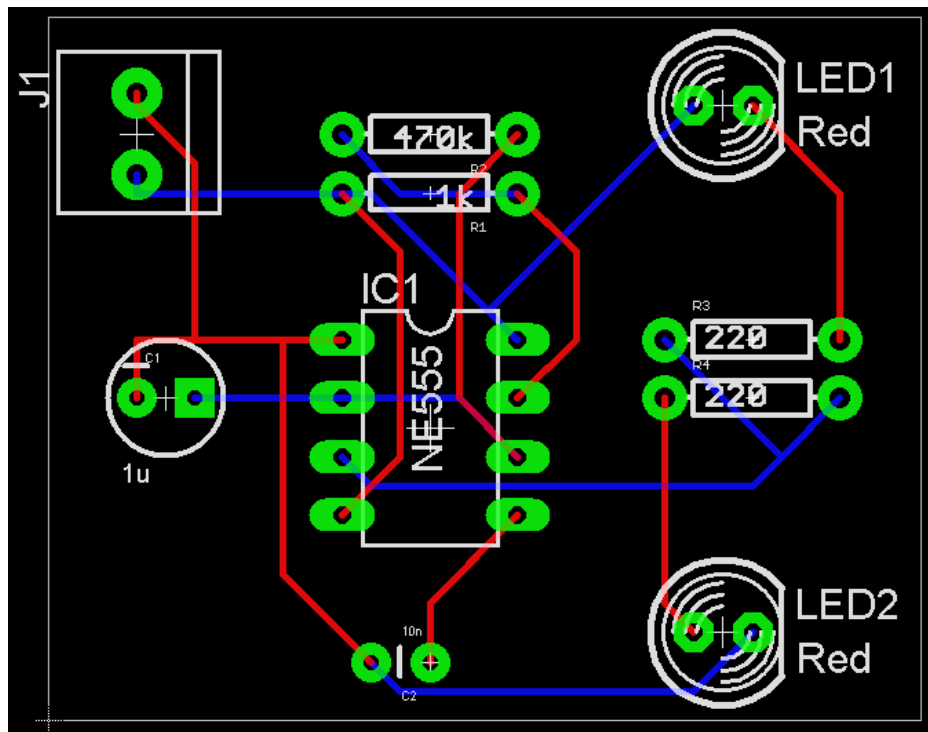 J1
470k
R2
1k
R1
LED1
Red
IC1
NE555
C1
1u
R3
220
R4
220
10n
C2
LED2
Red